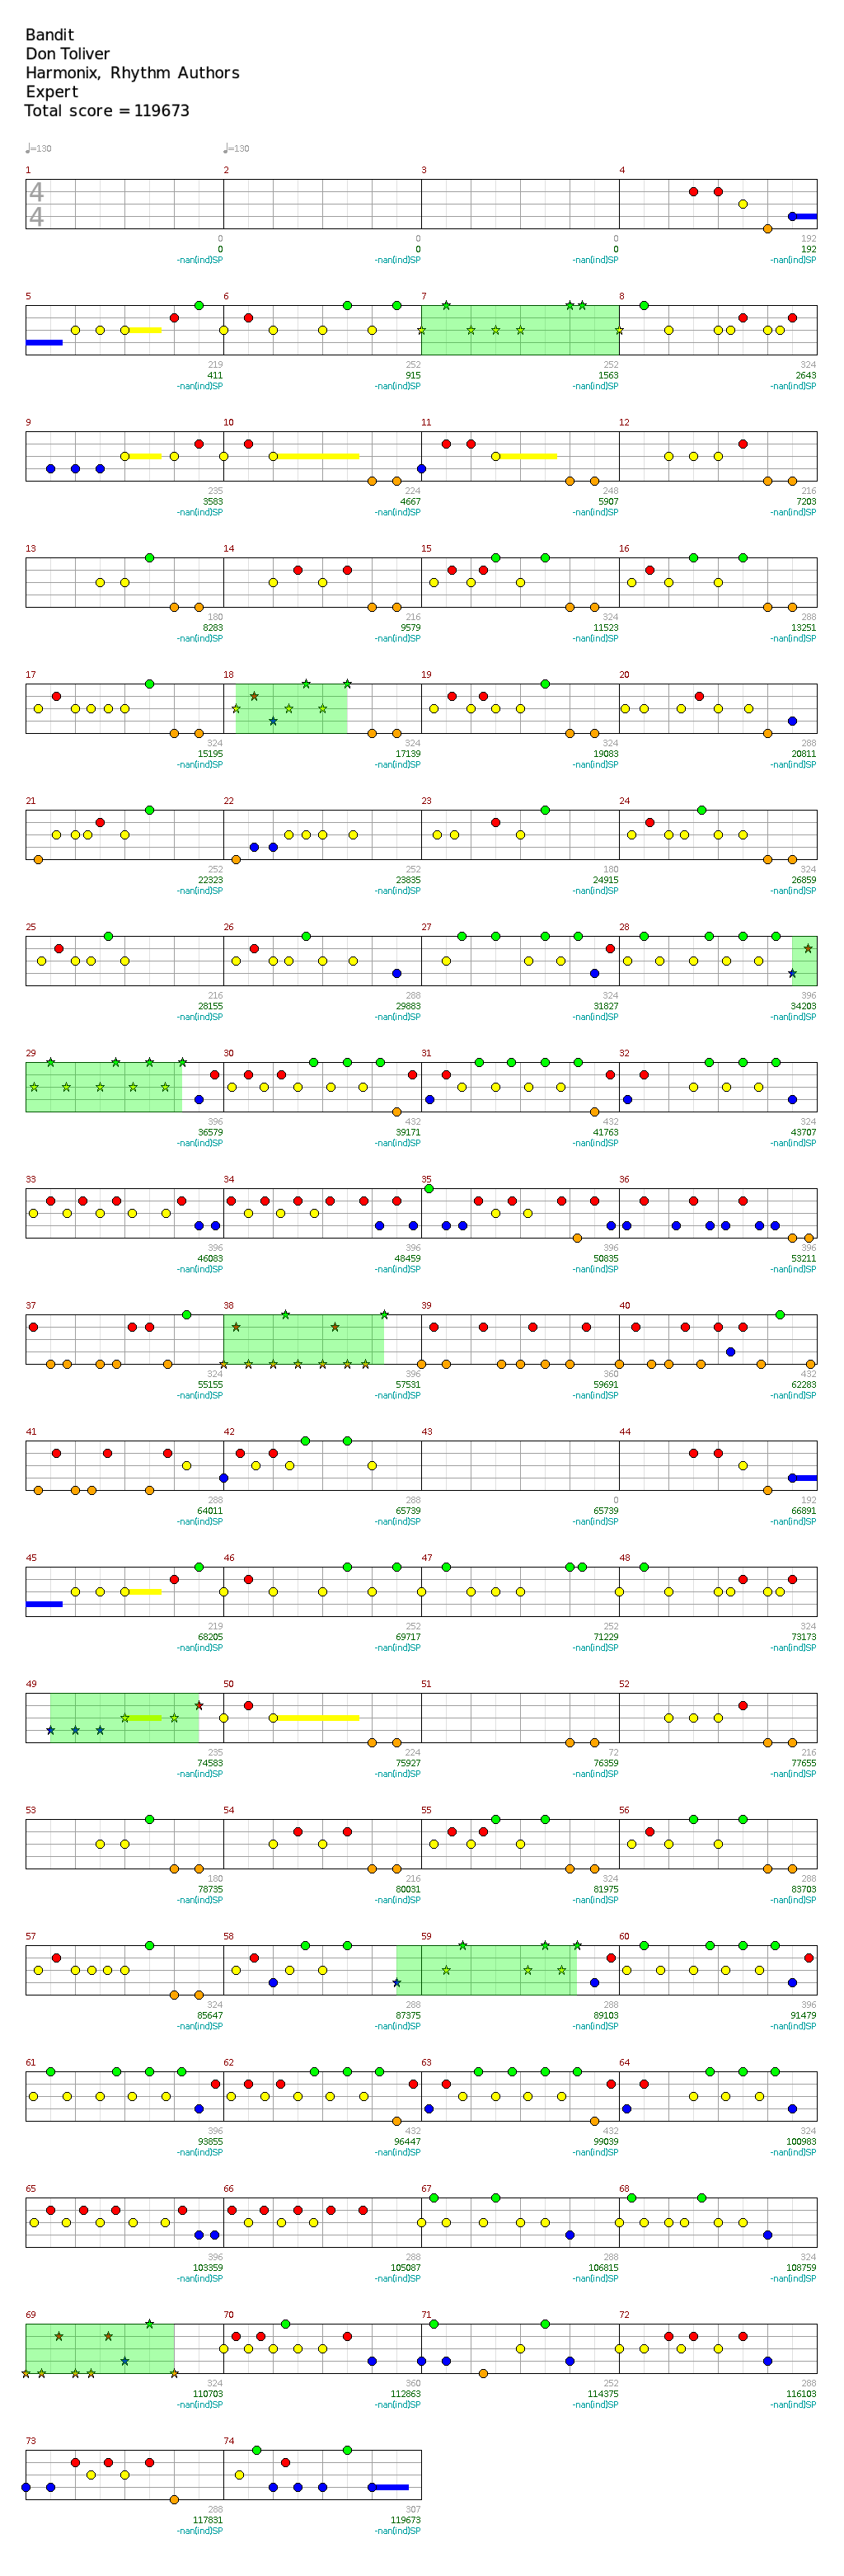 Bandit
Don Toliver
Harmonix, Rhythm Authors
Expert
Total score = 119673
♩=130 ♩=130
1 2 3 4
4
4
0 0 0 192
0 0 0 192
-nan(ind)SP -nan(ind)SP -nan(ind)SP -nan(ind)SP
5 6 7 8
219 252 252 324
411 915 1563 2643
-nan(ind)SP -nan(ind)SP -nan(ind)SP -nan(ind)SP
9 10 11 12
235 224 248 216
3583 4667 5907 7203
-nan(ind)SP -nan(ind)SP -nan(ind)SP -nan(ind)SP
13 14 15 16
180 216 324 288
8283 9579 11523 13251
-nan(ind)SP -nan(ind)SP -nan(ind)SP -nan(ind)SP
17 18 19 20
324 324 324 288
15195 17139 19083 20811
-nan(ind)SP -nan(ind)SP -nan(ind)SP -nan(ind)SP
21 22 23 24
252 252 180 324
22323 23835 24915 26859
-nan(ind)SP -nan(ind)SP -nan(ind)SP -nan(ind)SP
25 26 27 28
216 288 324 396
28155 29883 31827 34203
-nan(ind)SP -nan(ind)SP -nan(ind)SP -nan(ind)SP
29 30 31 32
396 432 432 324
36579 39171 41763 43707
-nan(ind)SP -nan(ind)SP -nan(ind)SP -nan(ind)SP
33 34 35 36
396 396 396 396
46083 48459 50835 53211
-nan(ind)SP -nan(ind)SP -nan(ind)SP -nan(ind)SP
37 38 39 40
324 396 360 432
55155 57531 59691 62283
-nan(ind)SP -nan(ind)SP -nan(ind)SP -nan(ind)SP
41 42 43 44
288 288 0 192
64011 65739 65739 66891
-nan(ind)SP -nan(ind)SP -nan(ind)SP -nan(ind)SP
45 46 47 48
219 252 252 324
68205 69717 71229 73173
-nan(ind)SP -nan(ind)SP -nan(ind)SP -nan(ind)SP
49 50 51 52
235 224 72 216
74583 75927 76359 77655
-nan(ind)SP -nan(ind)SP -nan(ind)SP -nan(ind)SP
53 54 55 56
180 216 324 288
78735 80031 81975 83703
-nan(ind)SP -nan(ind)SP -nan(ind)SP -nan(ind)SP
57 58 59 60
324 288 288 396
85647 87375 89103 91479
-nan(ind)SP -nan(ind)SP -nan(ind)SP -nan(ind)SP
61 62 63 64
396 432 432 324
93855 96447 99039 100983
-nan(ind)SP -nan(ind)SP -nan(ind)SP -nan(ind)SP
65 66 67 68
396 288 288 324
103359 105087 106815 108759
-nan(ind)SP -nan(ind)SP -nan(ind)SP -nan(ind)SP
69 70 71 72
324 360 252 288
110703 112863 114375 116103
-nan(ind)SP -nan(ind)SP -nan(ind)SP -nan(ind)SP
73 74
288 307
117831 119673
-nan(ind)SP -nan(ind)SP